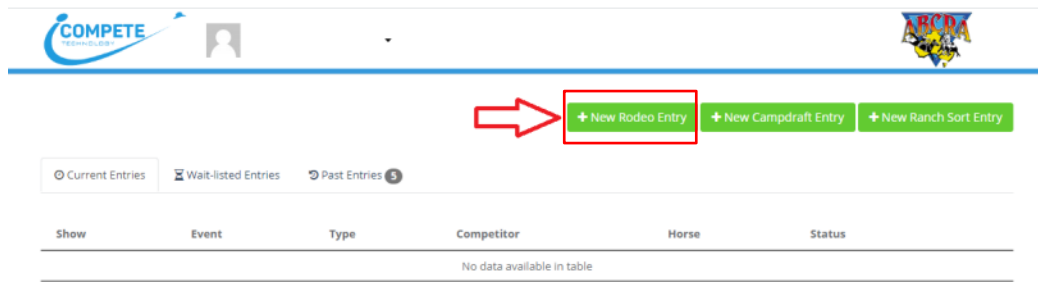 COMPETE
TECHNOLOGY
ABCRA
+ New Rodeo Entry + New Campdraft Entry + New Ranch Sort Entry
Current Entries Wait-listed Entries Past Entries 5
Show Event Type Competitor Horse Status
No data available in table